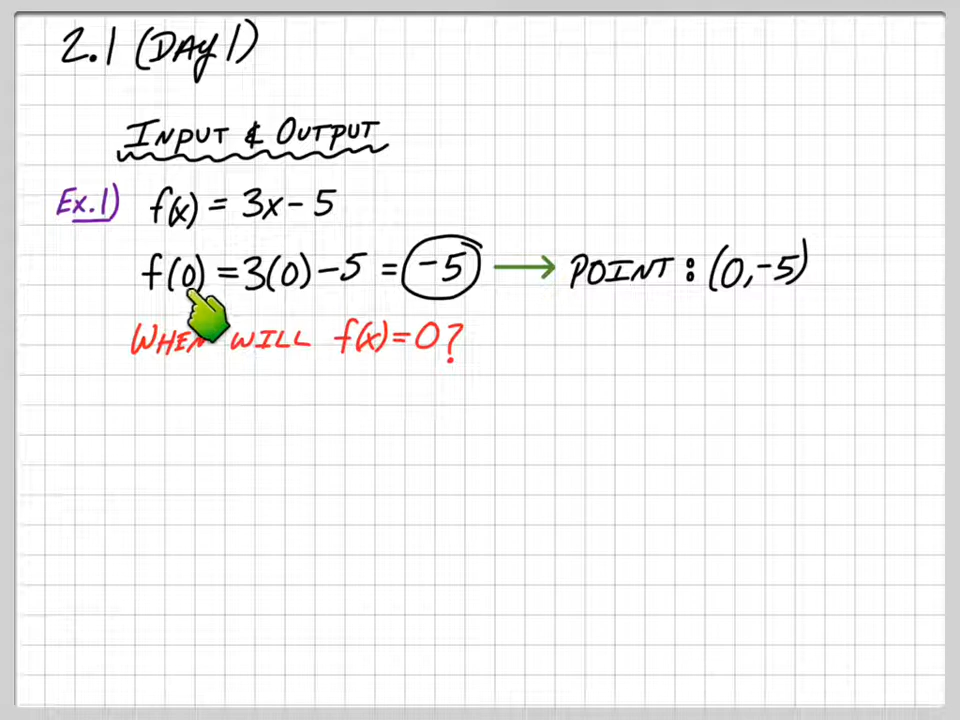 2.1 (DAY 1)
INPUT & OUTPUT
Ex.1) f(x) = 3x - 5
f(0) = 3(0) - 5 = -5 → POINT: (0,-5)
WHEN WILL f(x) = 0?